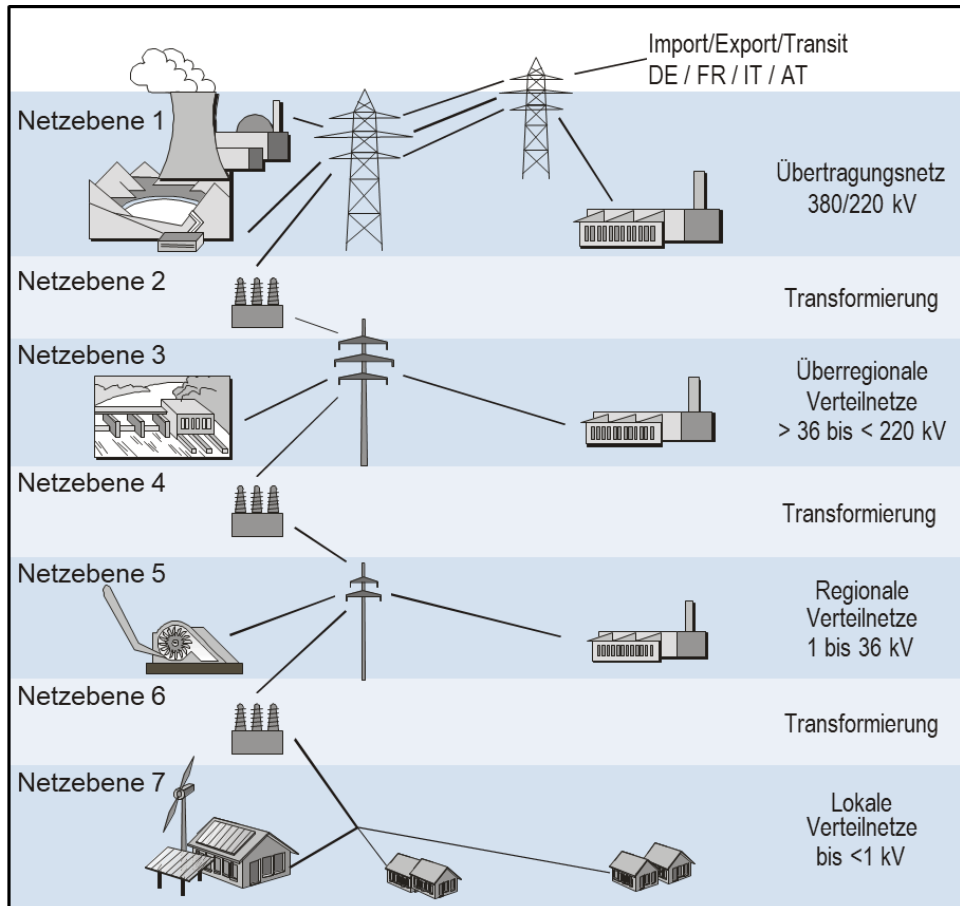 Import/Export/Transit
DE / FR / IT / AT
Netzebene 1
Übertragungsnetz
380/220 kV
Netzebene 2
Transformierung
Netzebene 3
Überregionale
Verteilnetze
> 36 bis < 220 kV
Netzebene 4
Transformierung
Netzebene 5
Regionale
Verteilnetze
1 bis 36 kV
Netzebene 6
Transformierung
Netzebene 7
Lokale
Verteilnetze
bis <1 kV